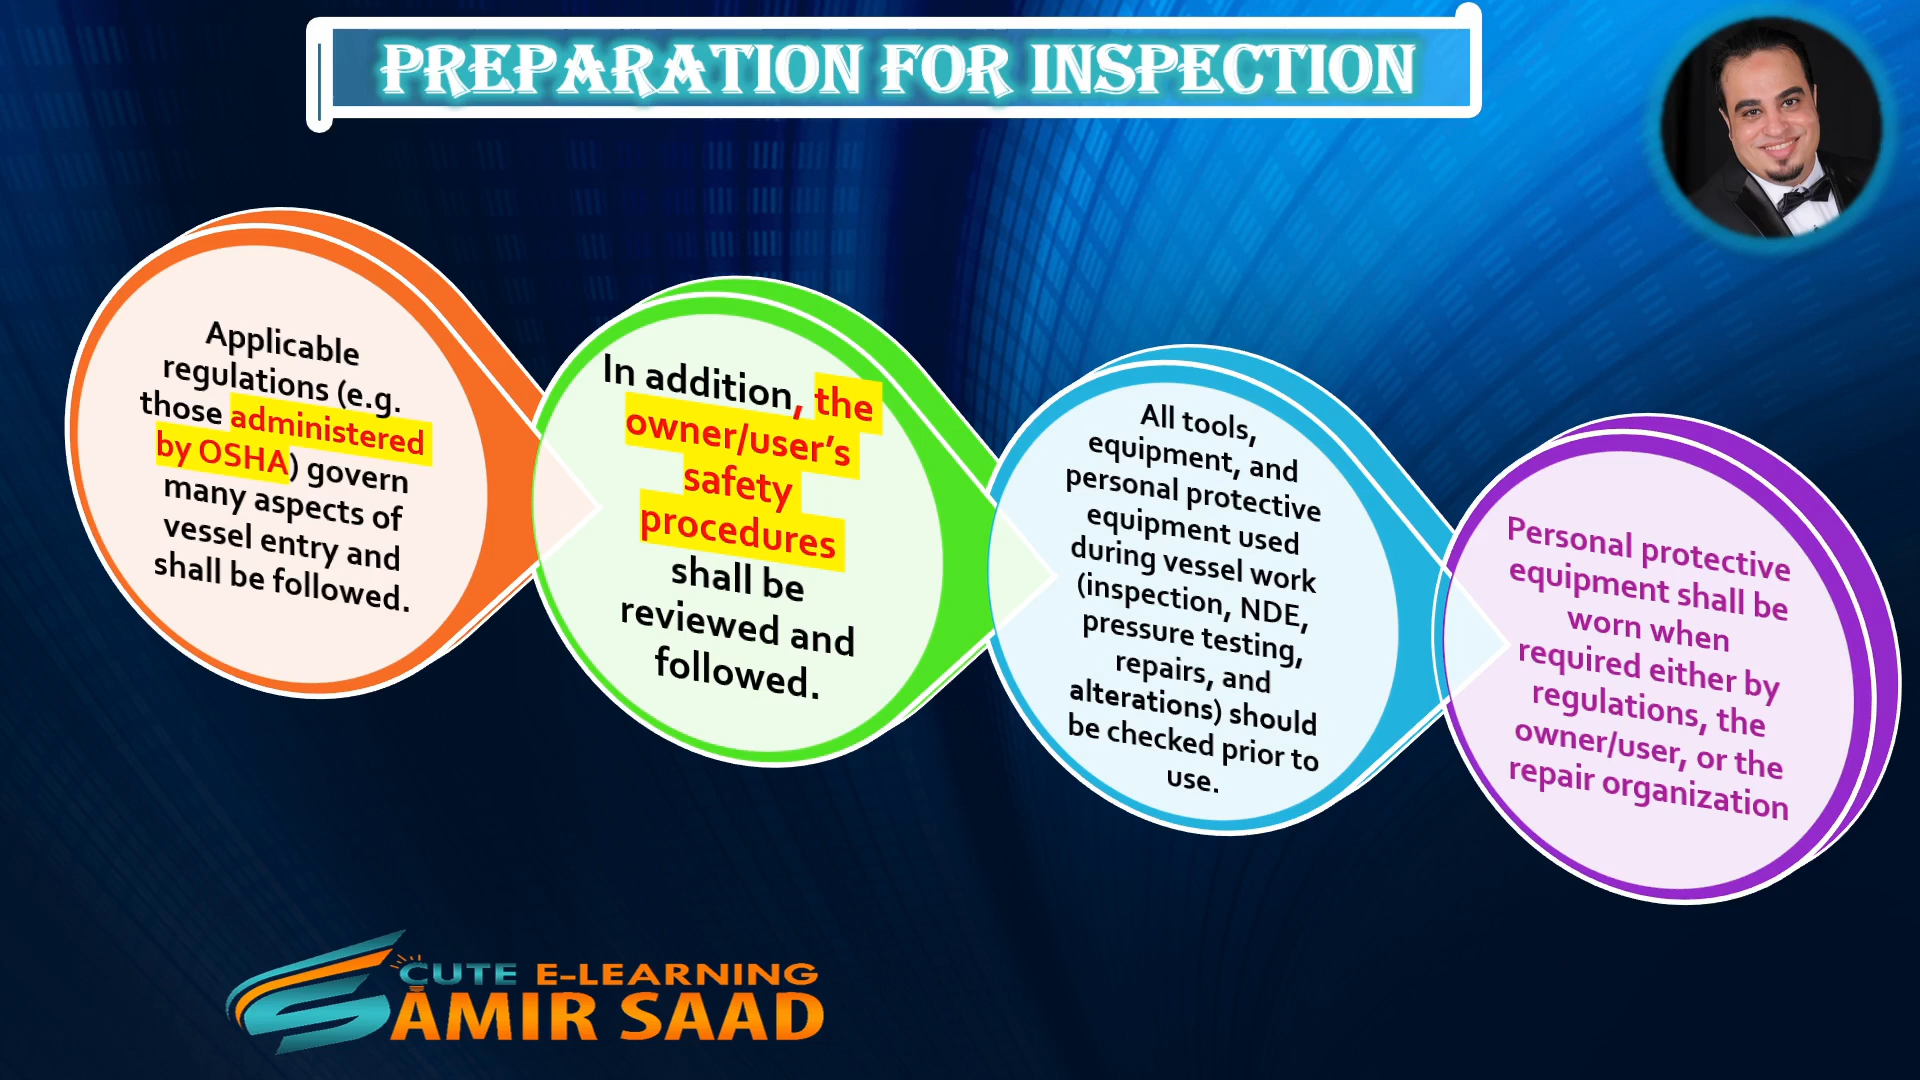 PREPARATION FOR INSPECTION
Applicable
regulations (e.g.
those administered
by OSHA) govern
many aspects of
vessel entry and
shall be followed.
In addition, the
owner/user’s
safety
procedures
shall be
reviewed and
followed.
All tools,
equipment, and
personal protective
equipment used
during vessel work
(inspection, NDE,
pressure testing,
repairs, and
alterations) should
be checked prior to
use.
Personal protective
equipment shall be
worn when
required either by
regulations, the
owner/user, or the
repair organization
CUTE E-LEARNING
AMIR SAAD